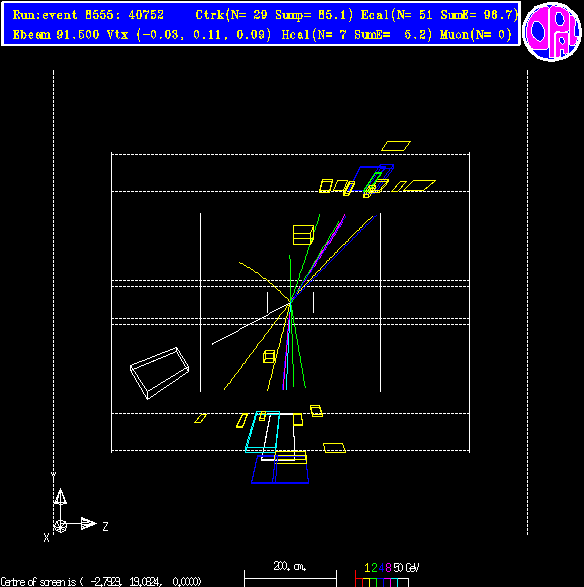 Run:event 8555: 40752 Ctrk(N= 29 Sump= 85.1) Ecal(N= 51 SumE= 96.7)
Ebeam 91.500 Vtx (-0.03, 0.11, 0.09) Hcal(N= 7 SumE= 5.2) Muon(N= 0)
OPAL
Y
Z
X
200. cm.
1 2 4 8 50 GeV
Centre of screen is ( -2.7923, 19.0824, 0.0000)